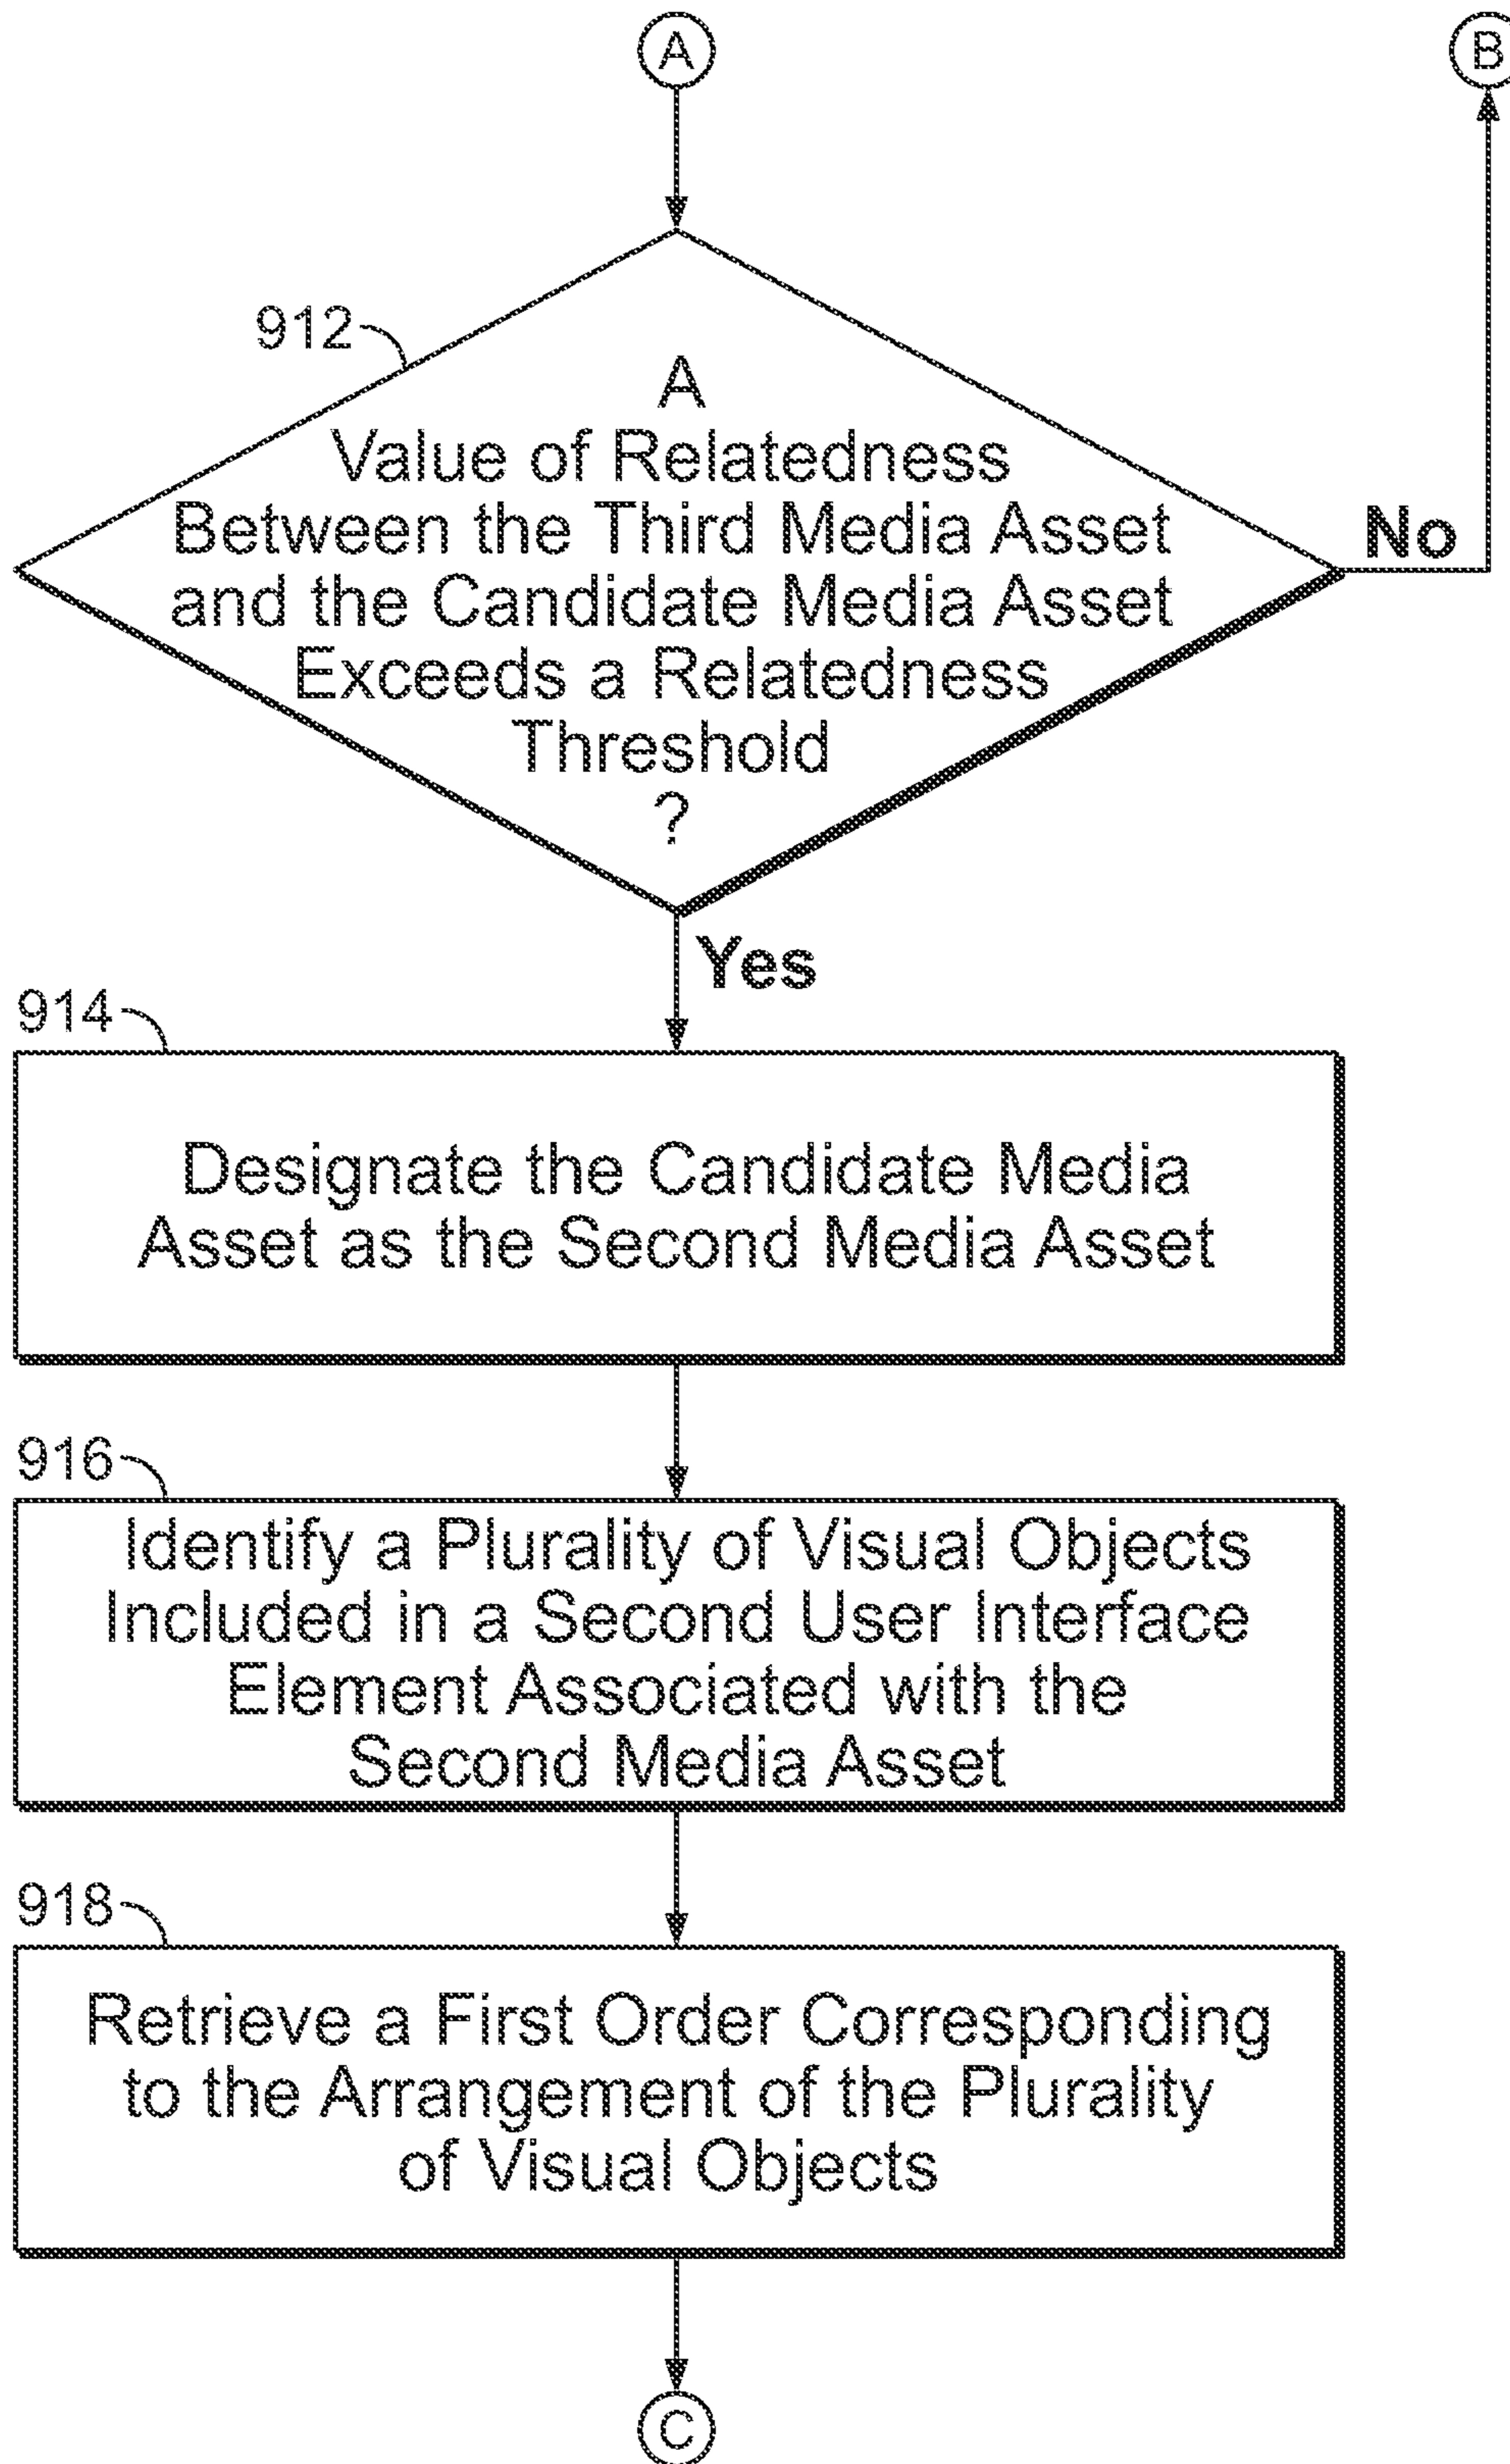 A
B
912
A
Value of Relatedness
Between the Third Media Asset
and the Candidate Media Asset
Exceeds a Relatedness
Threshold
?
No
Yes
914
Designate the Candidate Media
Asset as the Second Media Asset
916
Identify a Plurality of Visual Objects
Included in a Second User Interface
Element Associated with the
Second Media Asset
918
Retrieve a First Order Corresponding
to the Arrangement of the Plurality
of Visual Objects
C